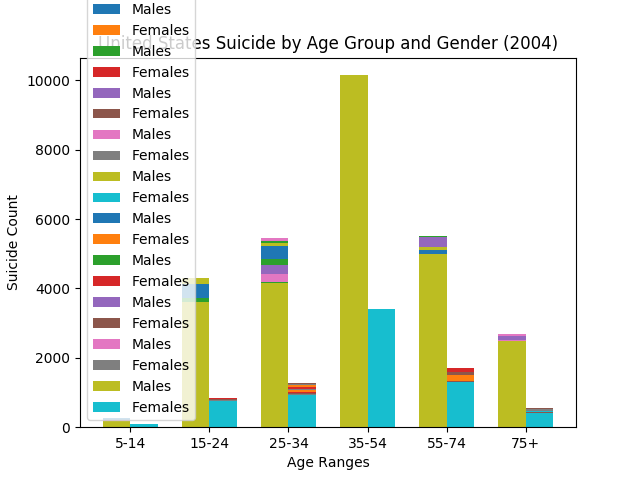 United States Suicide by Age Group and Gender (2004)
Males
Females
Males
Females
Males
Females
Males
Females
Males
Females
Males
Females
Males
Females
Males
Females
Males
Females
Males
Females
10000
8000
6000
4000
2000
0
Suicide Count
5-14
15-24
25-34
35-54
55-74
75+
Age Ranges